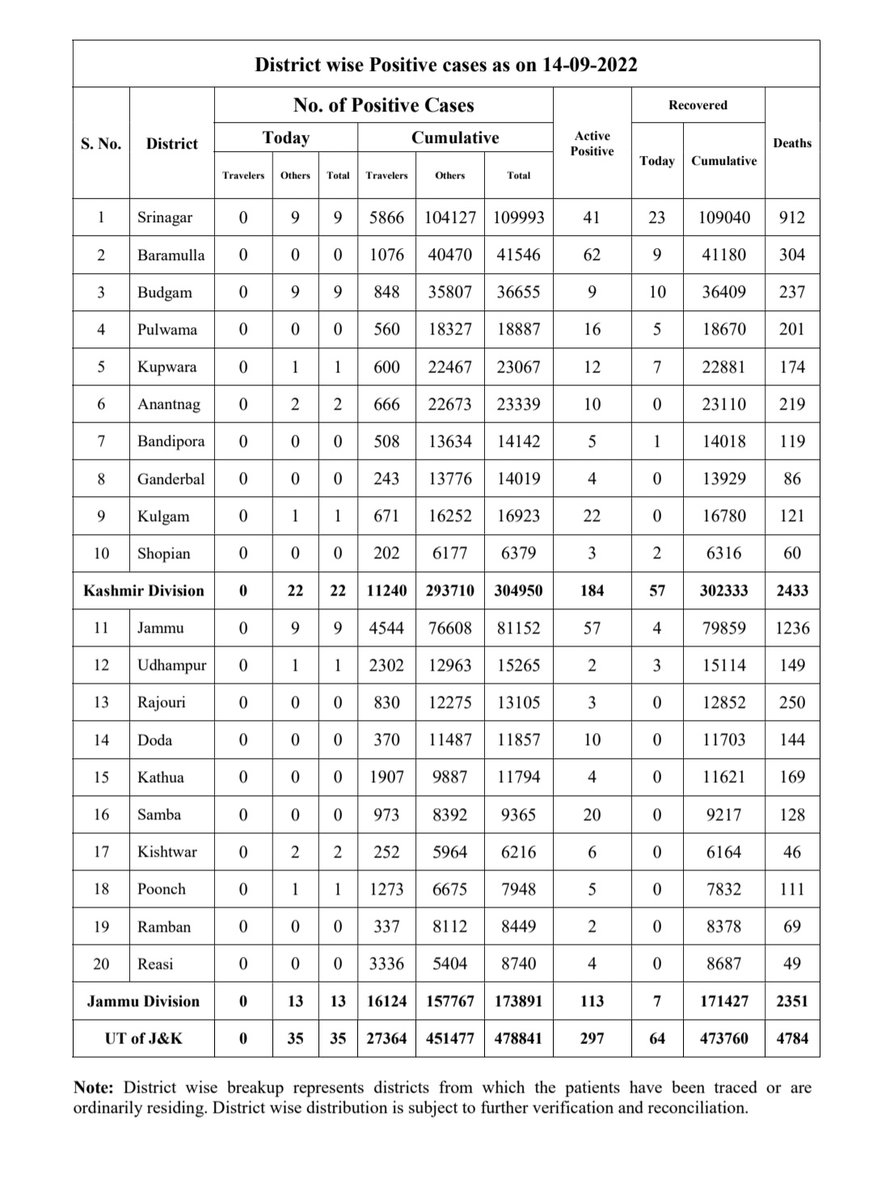 District wise Positive cases as on 14-09-2022
S. No. District No. of Positive Cases Active Positive Recovered Deaths
Today Cumulative Today Cumulative
Travelers Others Total Travelers Others Total
1 Srinagar 0 9 9 5866 104127 109993 41 23 109040 912
2 Baramulla 0 0 0 1076 40470 41546 62 9 41180 304
3 Budgam 0 9 9 848 35807 36655 9 10 36409 237
4 Pulwama 0 0 0 560 18327 18887 16 5 18670 201
5 Kupwara 0 1 1 600 22467 23067 12 7 22881 174
6 Anantnag 0 2 2 666 22673 23339 10 0 23110 219
7 Bandipora 0 0 0 508 13634 14142 5 1 14018 119
8 Ganderbal 0 0 0 243 13776 14019 4 0 13929 86
9 Kulgam 0 1 1 671 16252 16923 22 0 16780 121
10 Shopian 0 0 0 202 6177 6379 3 2 6316 60
Kashmir Division 0 22 22 11240 293710 304950 184 57 302333 2433
11 Jammu 0 9 9 4544 76608 81152 57 4 79859 1236
12 Udhampur 0 1 1 2302 12963 15265 2 3 15114 149
13 Rajouri 0 0 0 830 12275 13105 3 0 12852 250
14 Doda 0 0 0 370 11487 11857 10 0 11703 144
15 Kathua 0 0 0 1907 9887 11794 4 0 11621 169
16 Samba 0 0 0 973 8392 9365 20 0 9217 128
17 Kishtwar 0 2 2 252 5964 6216 6 0 6164 46
18 Poonch 0 1 1 1273 6675 7948 5 0 7832 111
19 Ramban 0 0 0 337 8112 8449 2 0 8378 69
20 Reasi 0 0 0 3336 5404 8740 4 0 8687 49
Jammu Division 0 13 13 16124 157767 173891 113 7 171427 2351
UT of J&K 0 35 35 27364 451477 478841 297 64 473760 4784
Note: District wise breakup represents districts from which the patients have been traced or are
ordinarily residing. District wise distribution is subject to further verification and reconciliation.